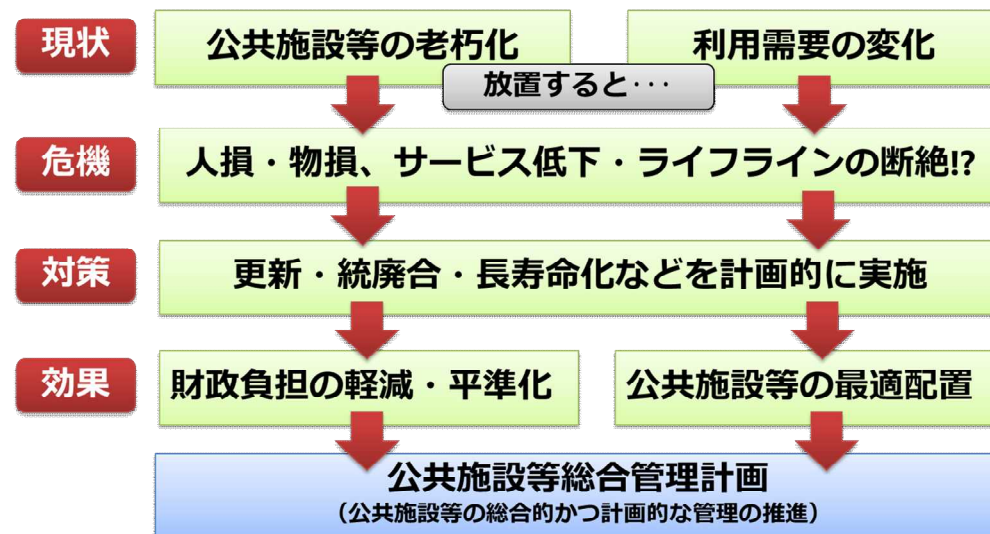 現状
公共施設等の老朽化
利用需要の変化
放置すると･･･
危機
人損・物損、サービス低下・ライフラインの断絶!?
対策
更新・統廃合・長寿命化などを計画的に実施
効果
財政負担の軽減・平準化
公共施設等の最適配置
公共施設等総合管理計画
（公共施設等の総合的かつ計画的な管理の推進）